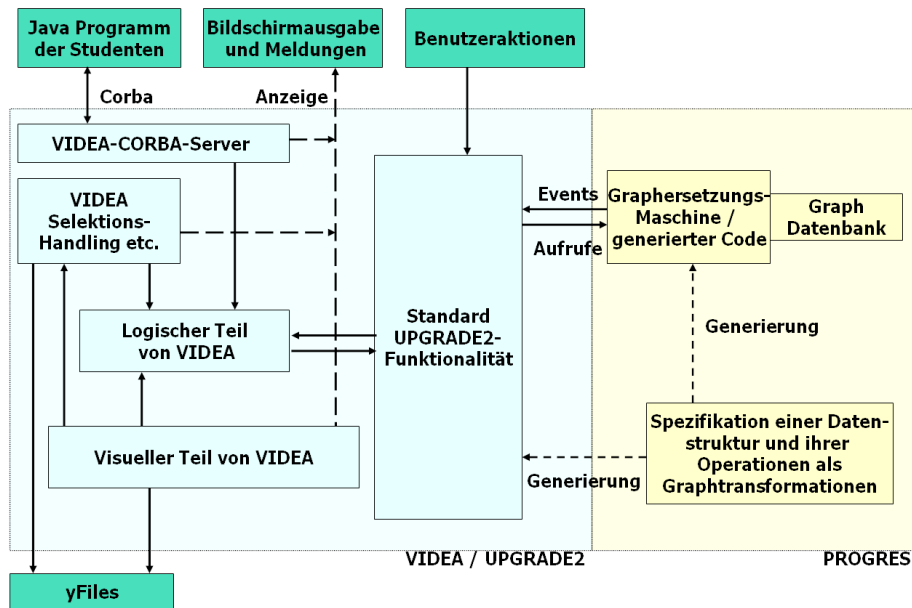 Java Programm
der Studenten
Bildschirmausgabe
und Meldungen
Benutzeraktionen
Corba
Anzeige
VIDEA-CORBA-Server
VIDEA
Selektions-
Handling etc.
Events
Aufrufe
Graphersetzungs-
Maschine /
generierter Code
Graph
Datenbank
Logischer Teil
von VIDEA
Standard
UPGRADE2-
Funktionalität
Generierung
Visueller Teil von VIDEA
Spezifikation einer Daten-
struktur und ihrer
Operationen als
Graphtransformationen
Generierung
VIDEA / UPGRADE2
PROGRES
yFiles